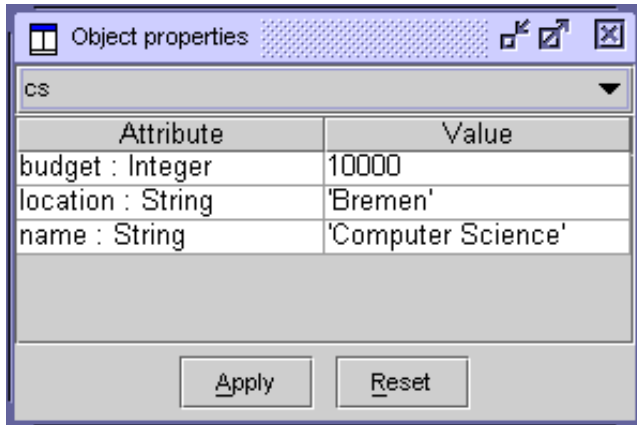 Object properties
cs
Attribute Value
budget : Integer 10000
location : String 'Bremen'
name : String 'Computer Science'
Apply Reset